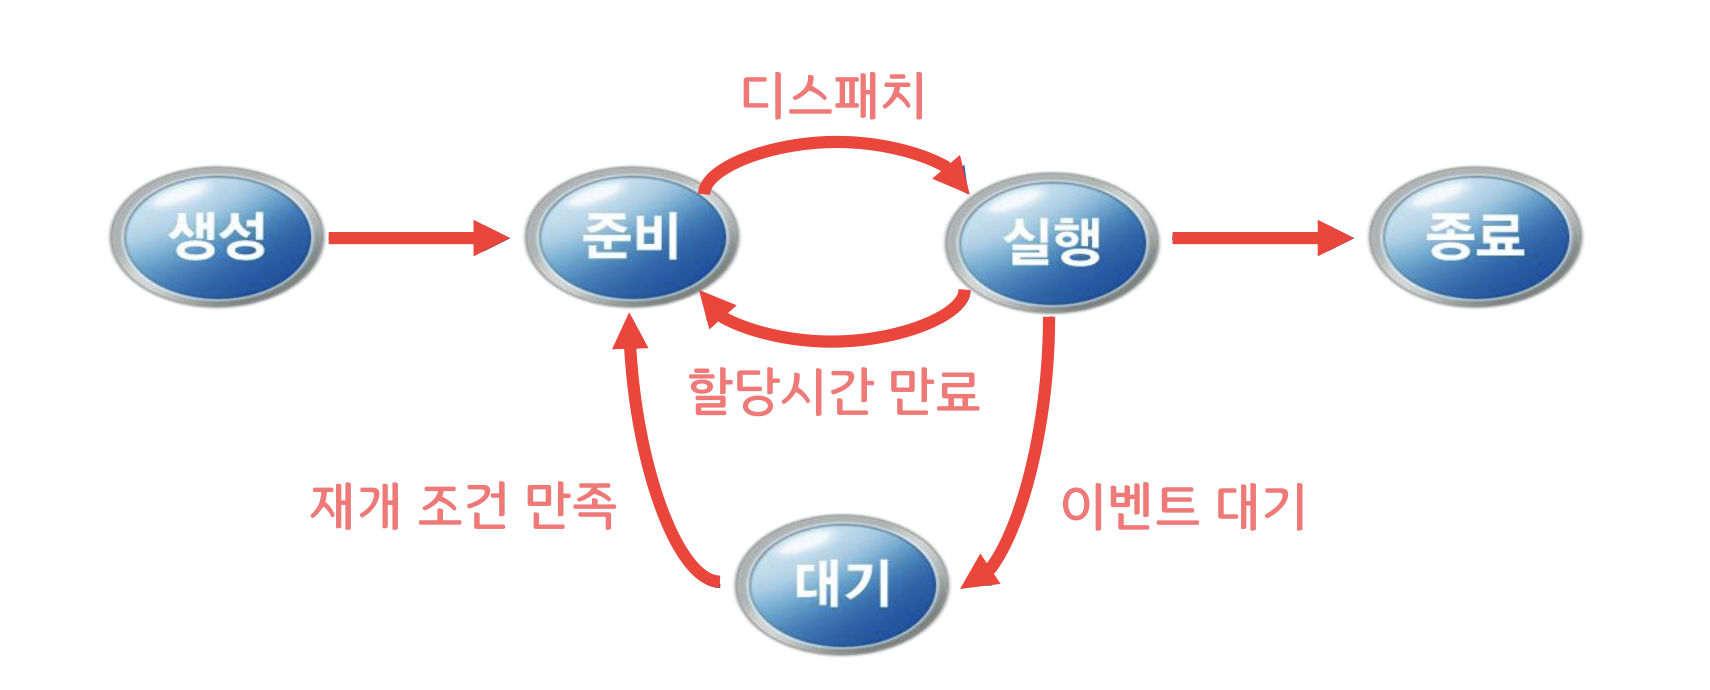 디스패치
생성
준비
실행
종료
할당시간 만료
재개 조건 만족
이벤트 대기
대기